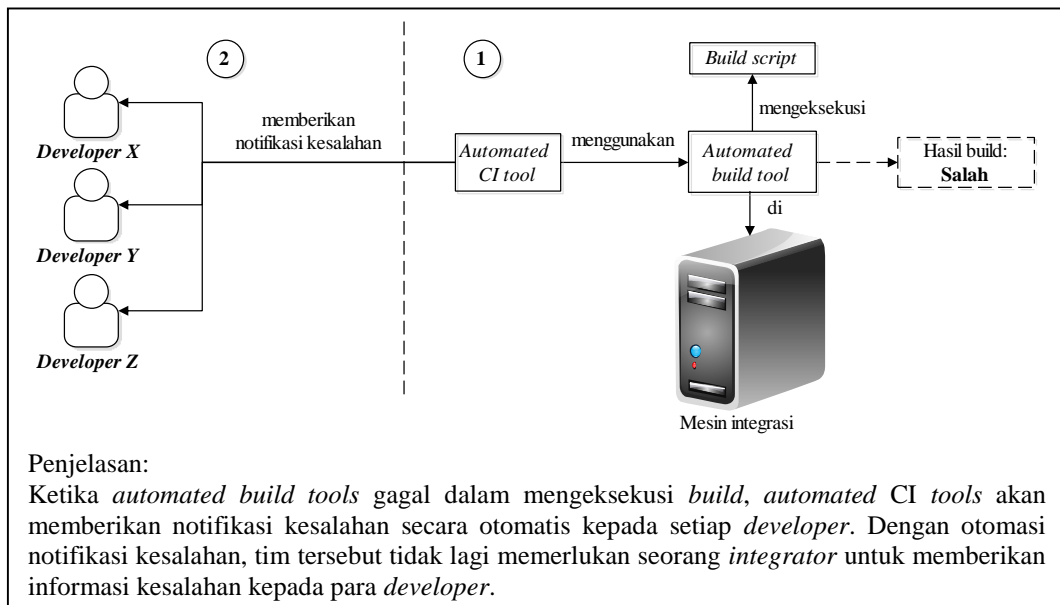 2
1
Build script
mengeksekusi
memberikan
notifikasi kesalahan
Developer X
Automated
CI tool
menggunakan
Automated
build tool
Hasil build:
Salah
di
Developer Y
Developer Z
Mesin integrasi
Penjelasan:
Ketika automated build tools gagal dalam mengeksekusi build, automated CI tools akan
memberikan notifikasi kesalahan secara otomatis kepada setiap developer. Dengan otomasi
notifikasi kesalahan, tim tersebut tidak lagi memerlukan seorang integrator untuk memberikan
informasi kesalahan kepada para developer.